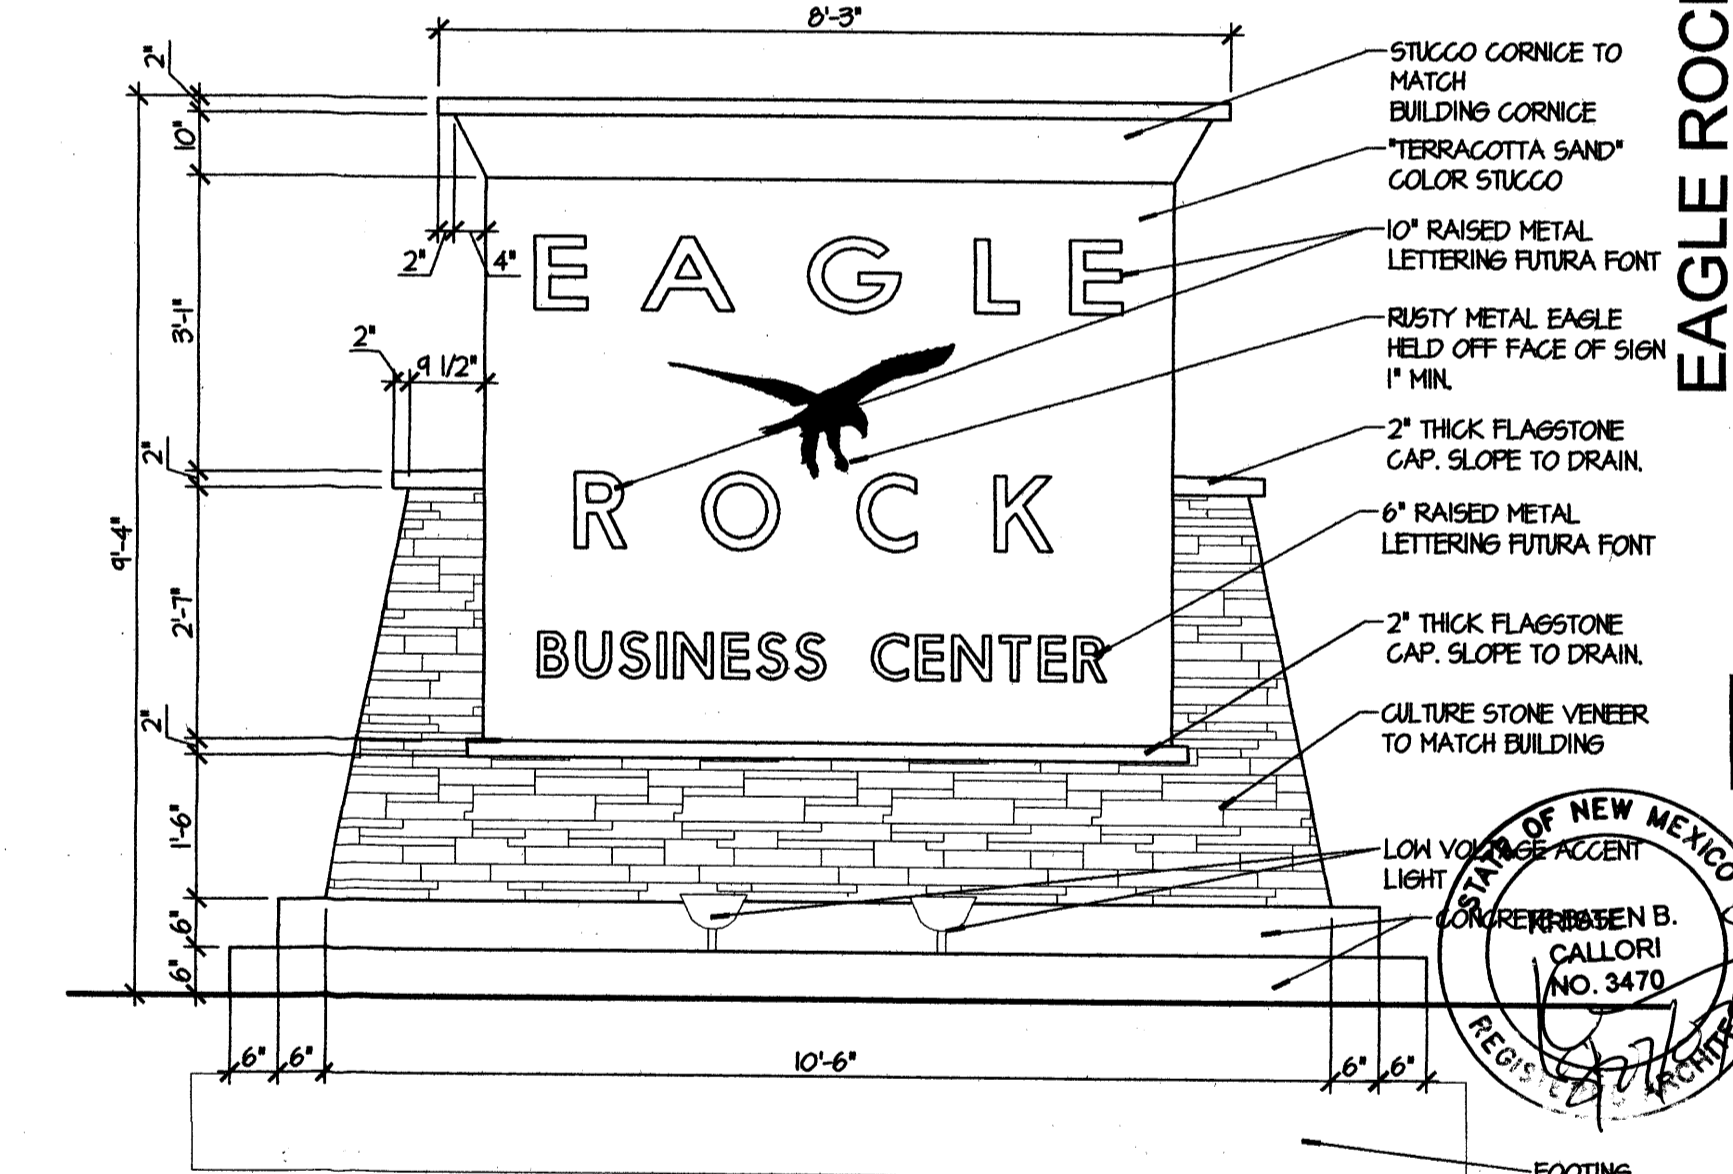 8'-3"
2"
10"
3'-1"
2"
2'-7"
2"
1'-6"
6"
6"
9'-4"
2"
4"
2"
9 1/2"
EAGLE
ROCK
BUSINESS CENTER
STUCCO CORNICE TO
MATCH
BUILDING CORNICE
"TERRACOTTA SAND"
COLOR STUCCO
10" RAISED METAL
LETTERING FUTURA FONT
RUSTY METAL EAGLE
HELD OFF FACE OF SIGN
1" MIN.
2" THICK FLAGSTONE
CAP. SLOPE TO DRAIN.
6" RAISED METAL
LETTERING FUTURA FONT
2" THICK FLAGSTONE
CAP. SLOPE TO DRAIN.
CULTURE STONE VENEER
TO MATCH BUILDING
LOW VOLTAGE ACCENT
LIGHT
CONCRETE BASE
FOOTING
6"
6"
10'-6"
6"
6"
EAGLE ROC
STATE OF NEW MEXICO
B.
CALLORI
NO. 3470
REGISTERED ARCHITE